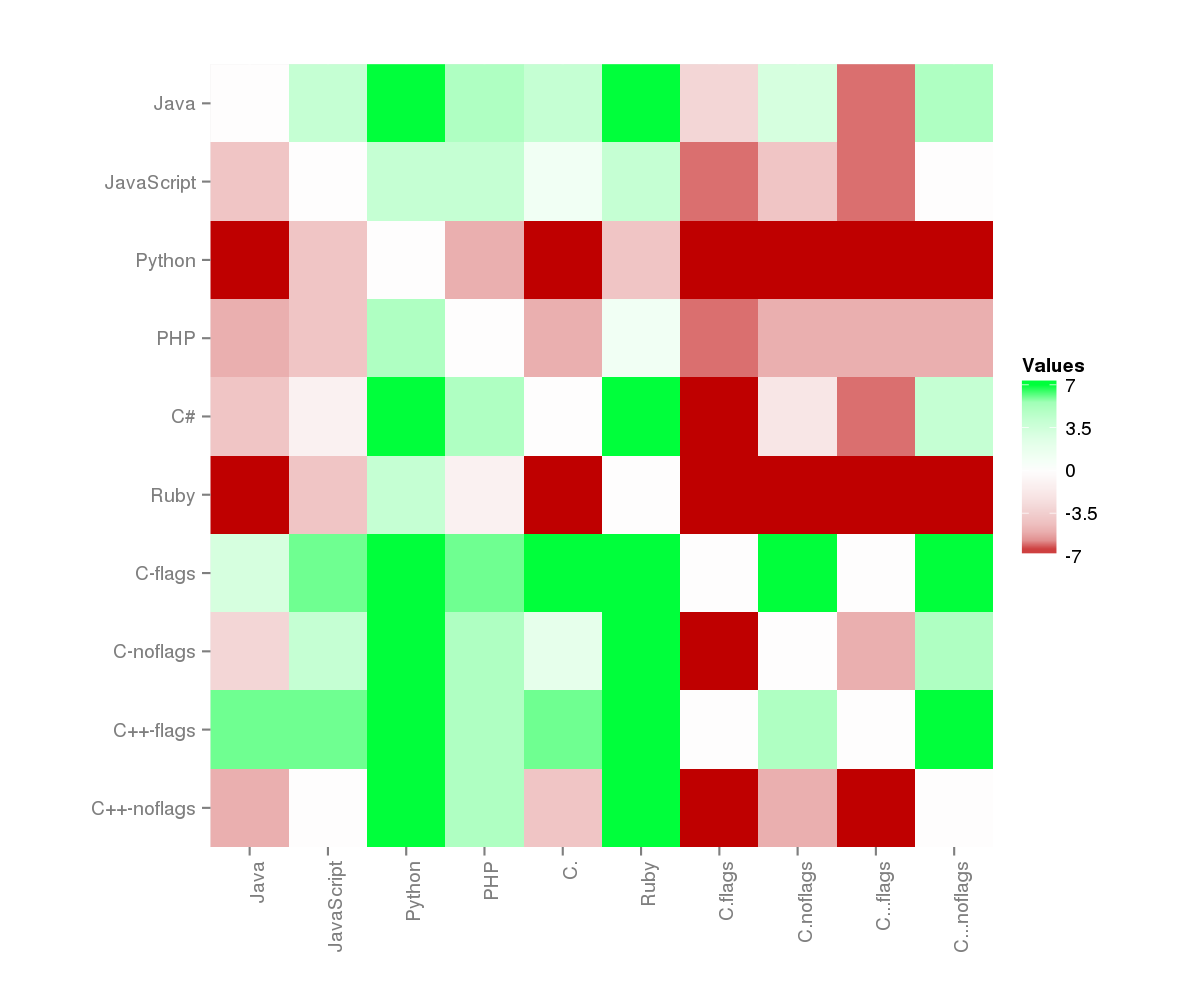 Java
JavaScript
Python
PHP
C#
Ruby
C-flags
C-noflags
C++-flags
C++-noflags
Java
JavaScript
Python
PHP
C.
Ruby
C.flags
C.noflags
C...flags
C...noflags
Values
7
3.5
0
-3.5
-7